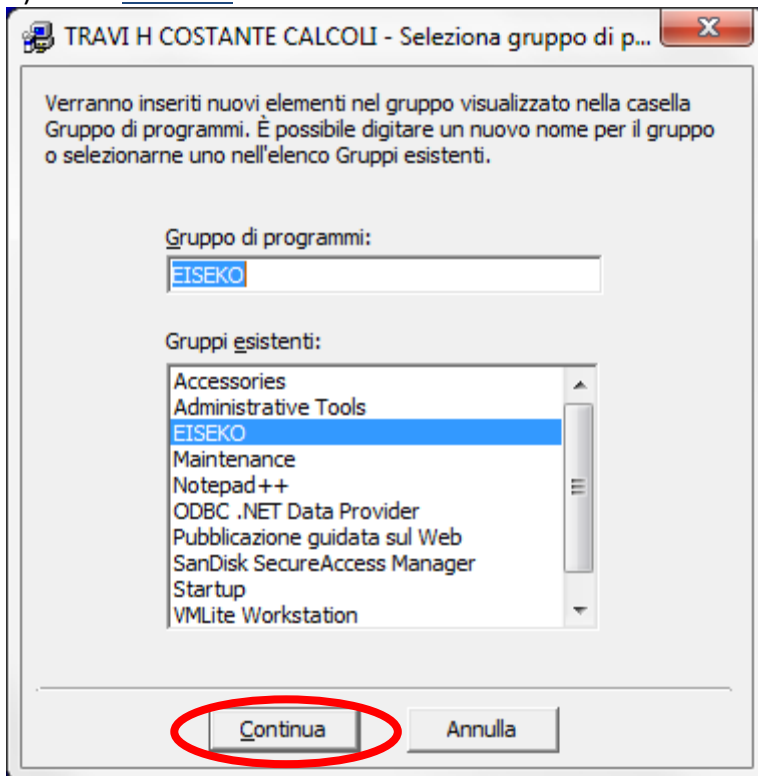 TRAVI H COSTANTE CALCOLI - Seleziona gruppo di p...
Verranno inseriti nuovi elementi nel gruppo visualizzato nella casella
Gruppo di programmi. È possibile digitare un nuovo nome per il gruppo
o selezionarne uno nell'elenco Gruppi esistenti.
Gruppo di programmi:
EISEKO
Gruppi esistenti:
Accessories
Administrative Tools
EISEKO
Maintenance
Notepad++
ODBC .NET Data Provider
Pubblicazione guidata sul Web
SanDisk SecureAccess Manager
Startup
VMLite Workstation
Continua
Annulla